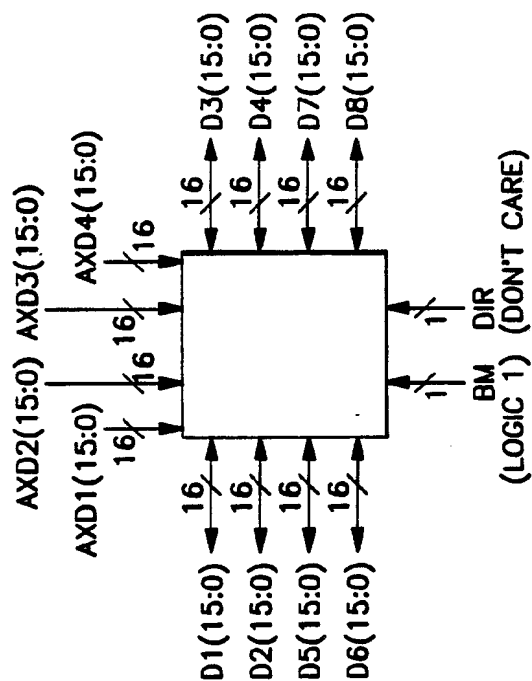 AXD2(15:0)
AXD3(15:0)
AXD1(15:0)
AXD4(15:0)
16
16
16
16
D1(15:0)
16
16
D3(15:0)
D2(15:0)
16
16
D4(15:0)
D5(15:0)
16
16
D7(15:0)
D6(15:0)
16
16
D8(15:0)
1
1
BM
(LOGIC 1)
DIR
(DON'T CARE)